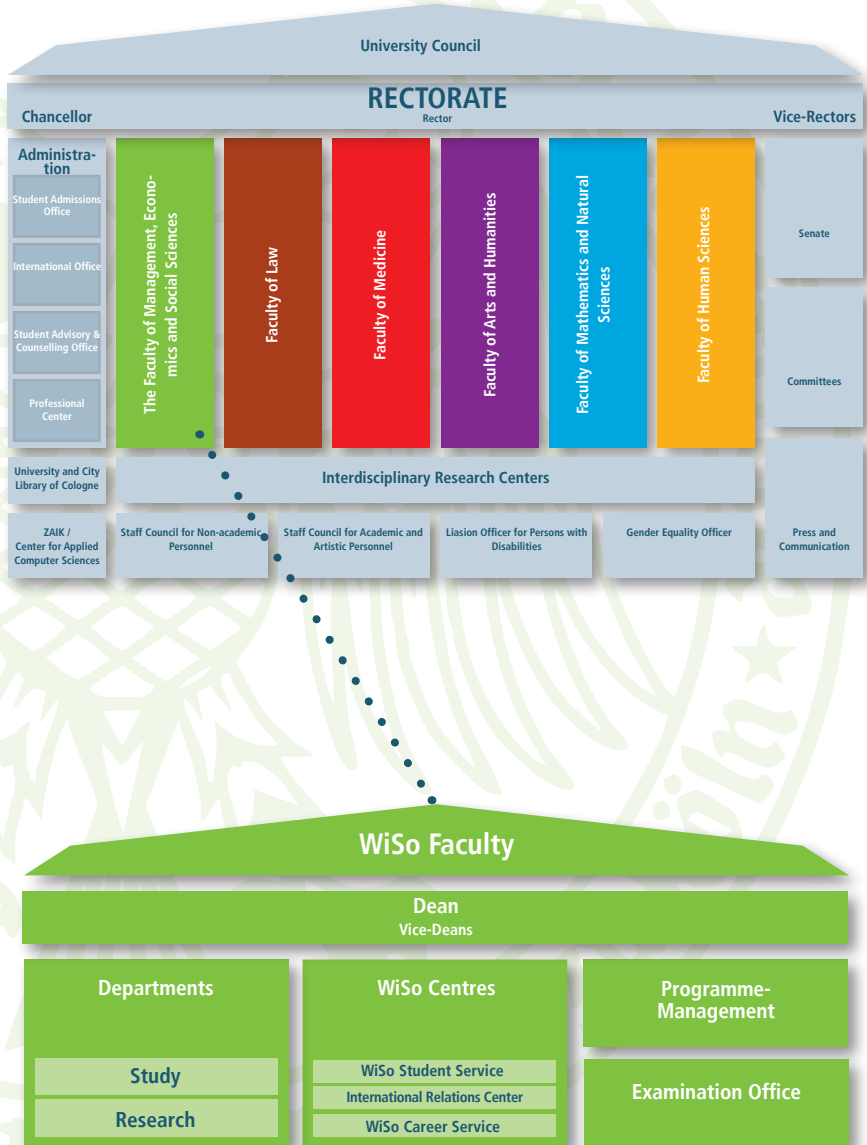 University Council
RECTORATE
Rector
Chancellor
Vice-Rectors
Administra-
tion
Student Admissions
Office
International Office
Student Advisory &
Counselling Office
Professional
Center
The Faculty of Management, Econo-
mics and Social Sciences
Faculty of Law
Faculty of Medicine
Faculty of Arts and Humanities
Faculty of Mathematics and Natural
Sciences
Faculty of Human Sciences
Senate
Committees
Press and
Communication
University and City
Library of Cologne
Interdisciplinary Research Centers
ZAIK /
Center for Applied
Computer Sciences
Staff Council for Non-academic
Personnel
Staff Council for Academic and
Artistic Personnel
Liasion Officer for Persons with
Disabilities
Gender Equality Officer
WiSo Faculty
Dean
Vice-Deans
Departments
Study
Research
WiSo Centres
WiSo Student Service
International Relations Center
WiSo Career Service
Programme-
Management
Examination Office